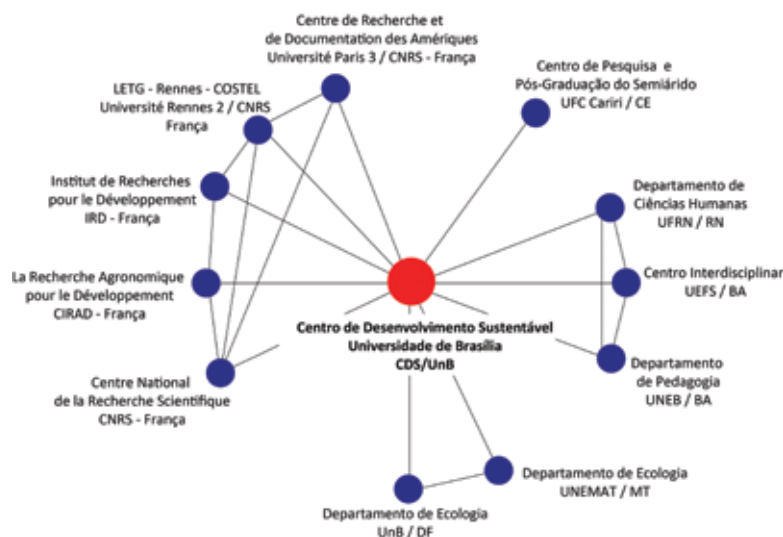 Centre de Recherche et
de Documentation des Amériques
Université Paris 3 / CNRS - França
Centro de Pesquisa e
Pós-Graduação do Semiárido
UFC Cariri / CE
LETG - Rennes - COSTEL
Université Rennes 2 / CNRS
França
Institut de Recherches
pour le Développement
IRD - França
Departamento de
Ciências Humanas
UFRN / RN
La Recherche Agronomique
pour le Développement
CIRAD - França
Centro Interdisciplinar
UEFS / BA
Centro de Desenvolvimento Sustentável
Universidade de Brasília
CDS/UnB
Centre National
de la Recherche Scientifique
CNRS - França
Departamento
de Pedagogia
UNEB / BA
Departamento de Ecologia
UNEMAT / MT
Departamento de Ecologia
UnB / DF